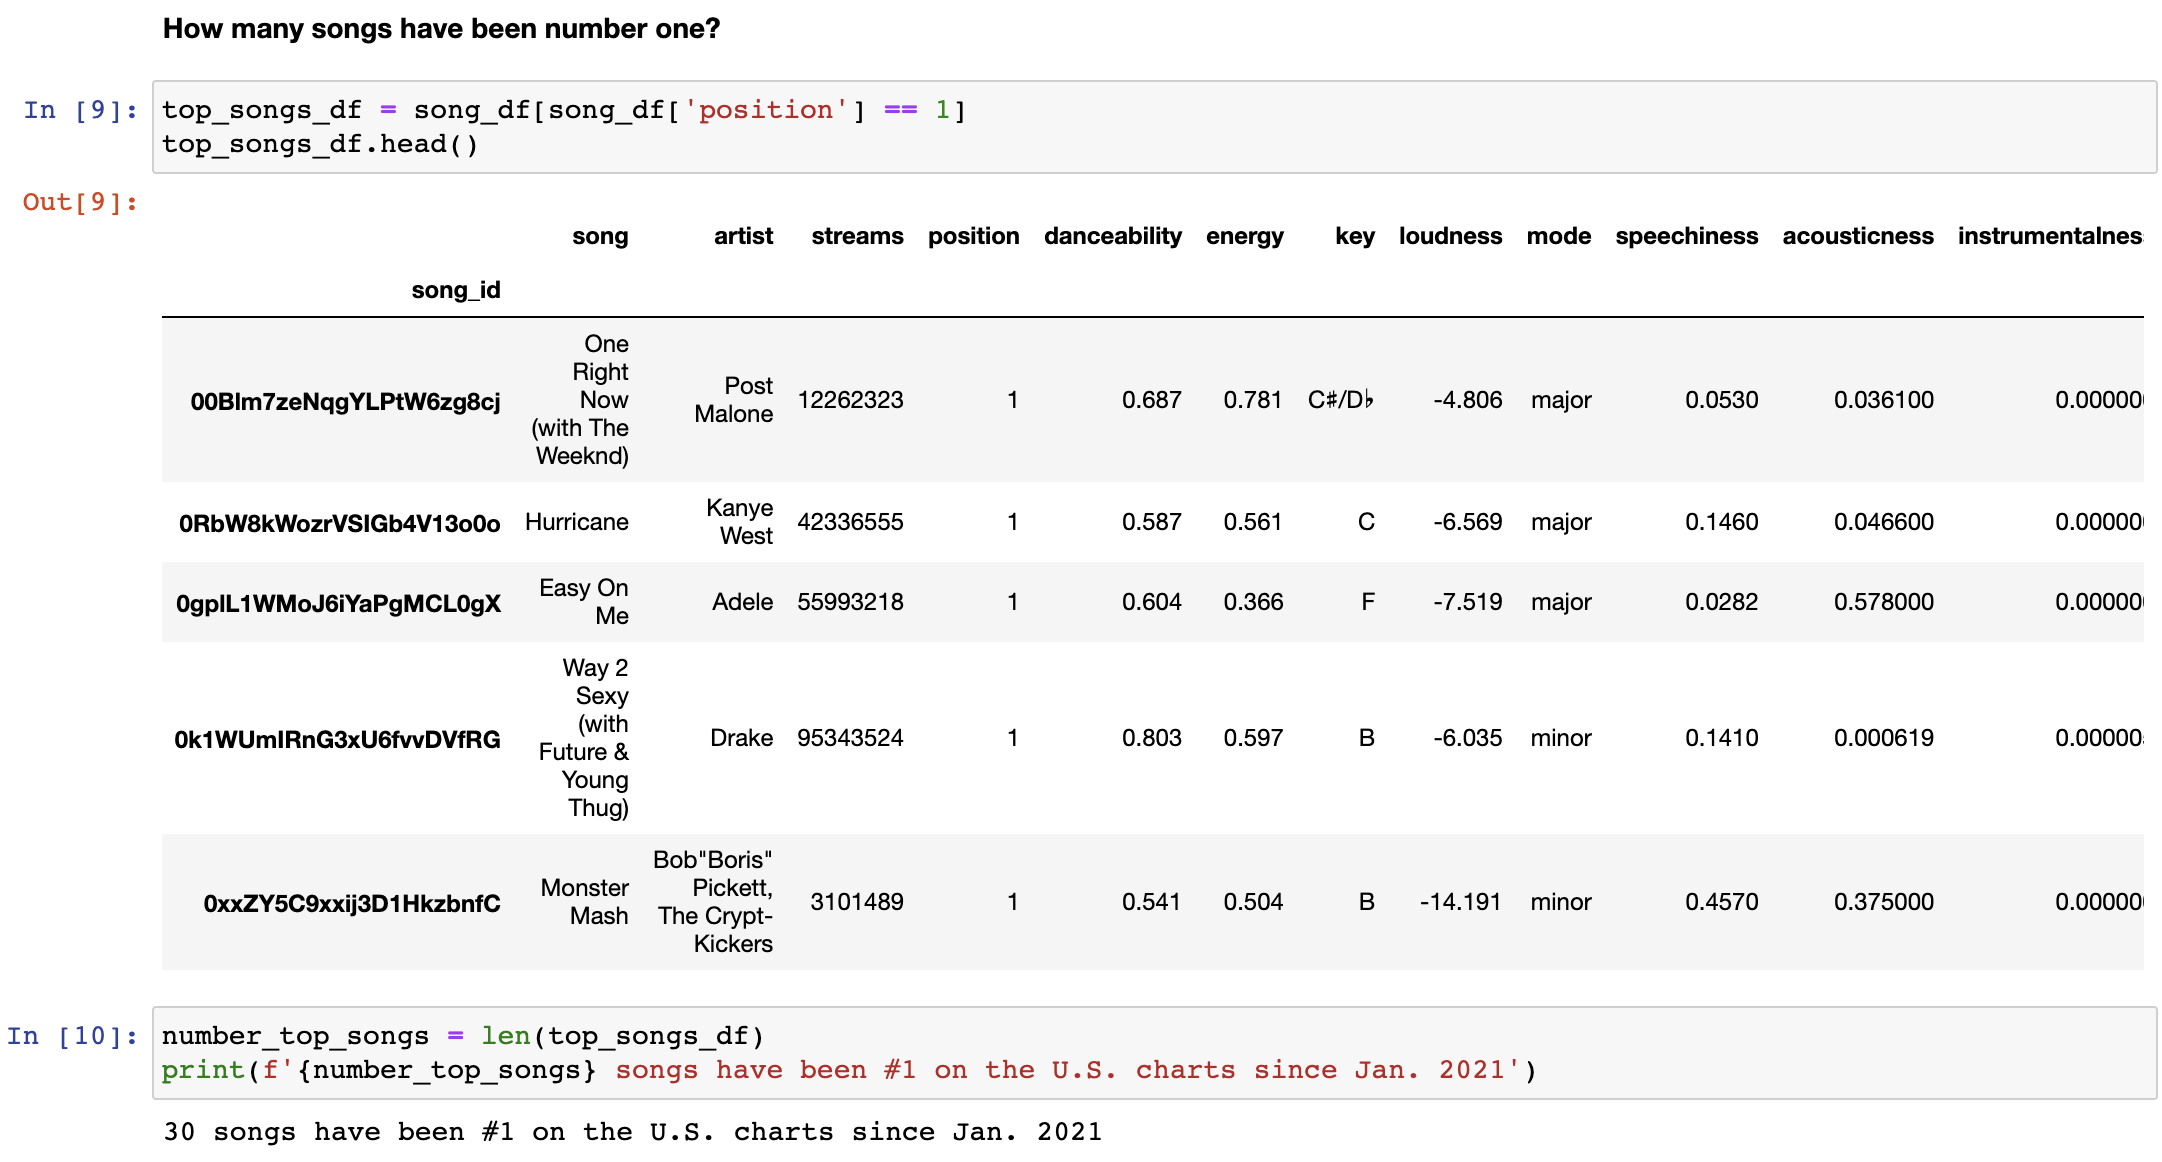 How many songs have been number one?
In [9]: top_songs_df = song_df[song_df['position'] == 1]
top_songs_df.head()
Out[9]:
song artist streams position danceability energy key loudness mode speechiness acousticness instrumentalnes
song_id
00Blm7zeNqgYLPtW6zg8cj One Right Now (with The Weeknd) Post Malone 12262323 1 0.687 0.781 C♯/D♭ -4.806 major 0.0530 0.036100 0.00000
0RbW8kWozrVSIGb4V13o0o Hurricane Kanye West 42336555 1 0.587 0.561 C -6.569 major 0.1460 0.046600 0.00000
0gplL1WMoJ6iYaPgMCL0gX Easy On Me Adele 55993218 1 0.604 0.366 F -7.519 major 0.0282 0.578000 0.00000
0k1WUmIRnG3xU6fvvDVfRG Way 2 Sexy (with Future & Young Thug) Drake 95343524 1 0.803 0.597 B -6.035 minor 0.1410 0.000619 0.00000
0xxZY5C9xxij3D1HkzbnfC Monster Mash Bob"Boris" Pickett, The Crypt-Kickers 3101489 1 0.541 0.504 B -14.191 minor 0.4570 0.375000 0.00000
In [10]: number_top_songs = len(top_songs_df)
print(f'{number_top_songs} songs have been #1 on the U.S. charts since Jan. 2021')
30 songs have been #1 on the U.S. charts since Jan. 2021